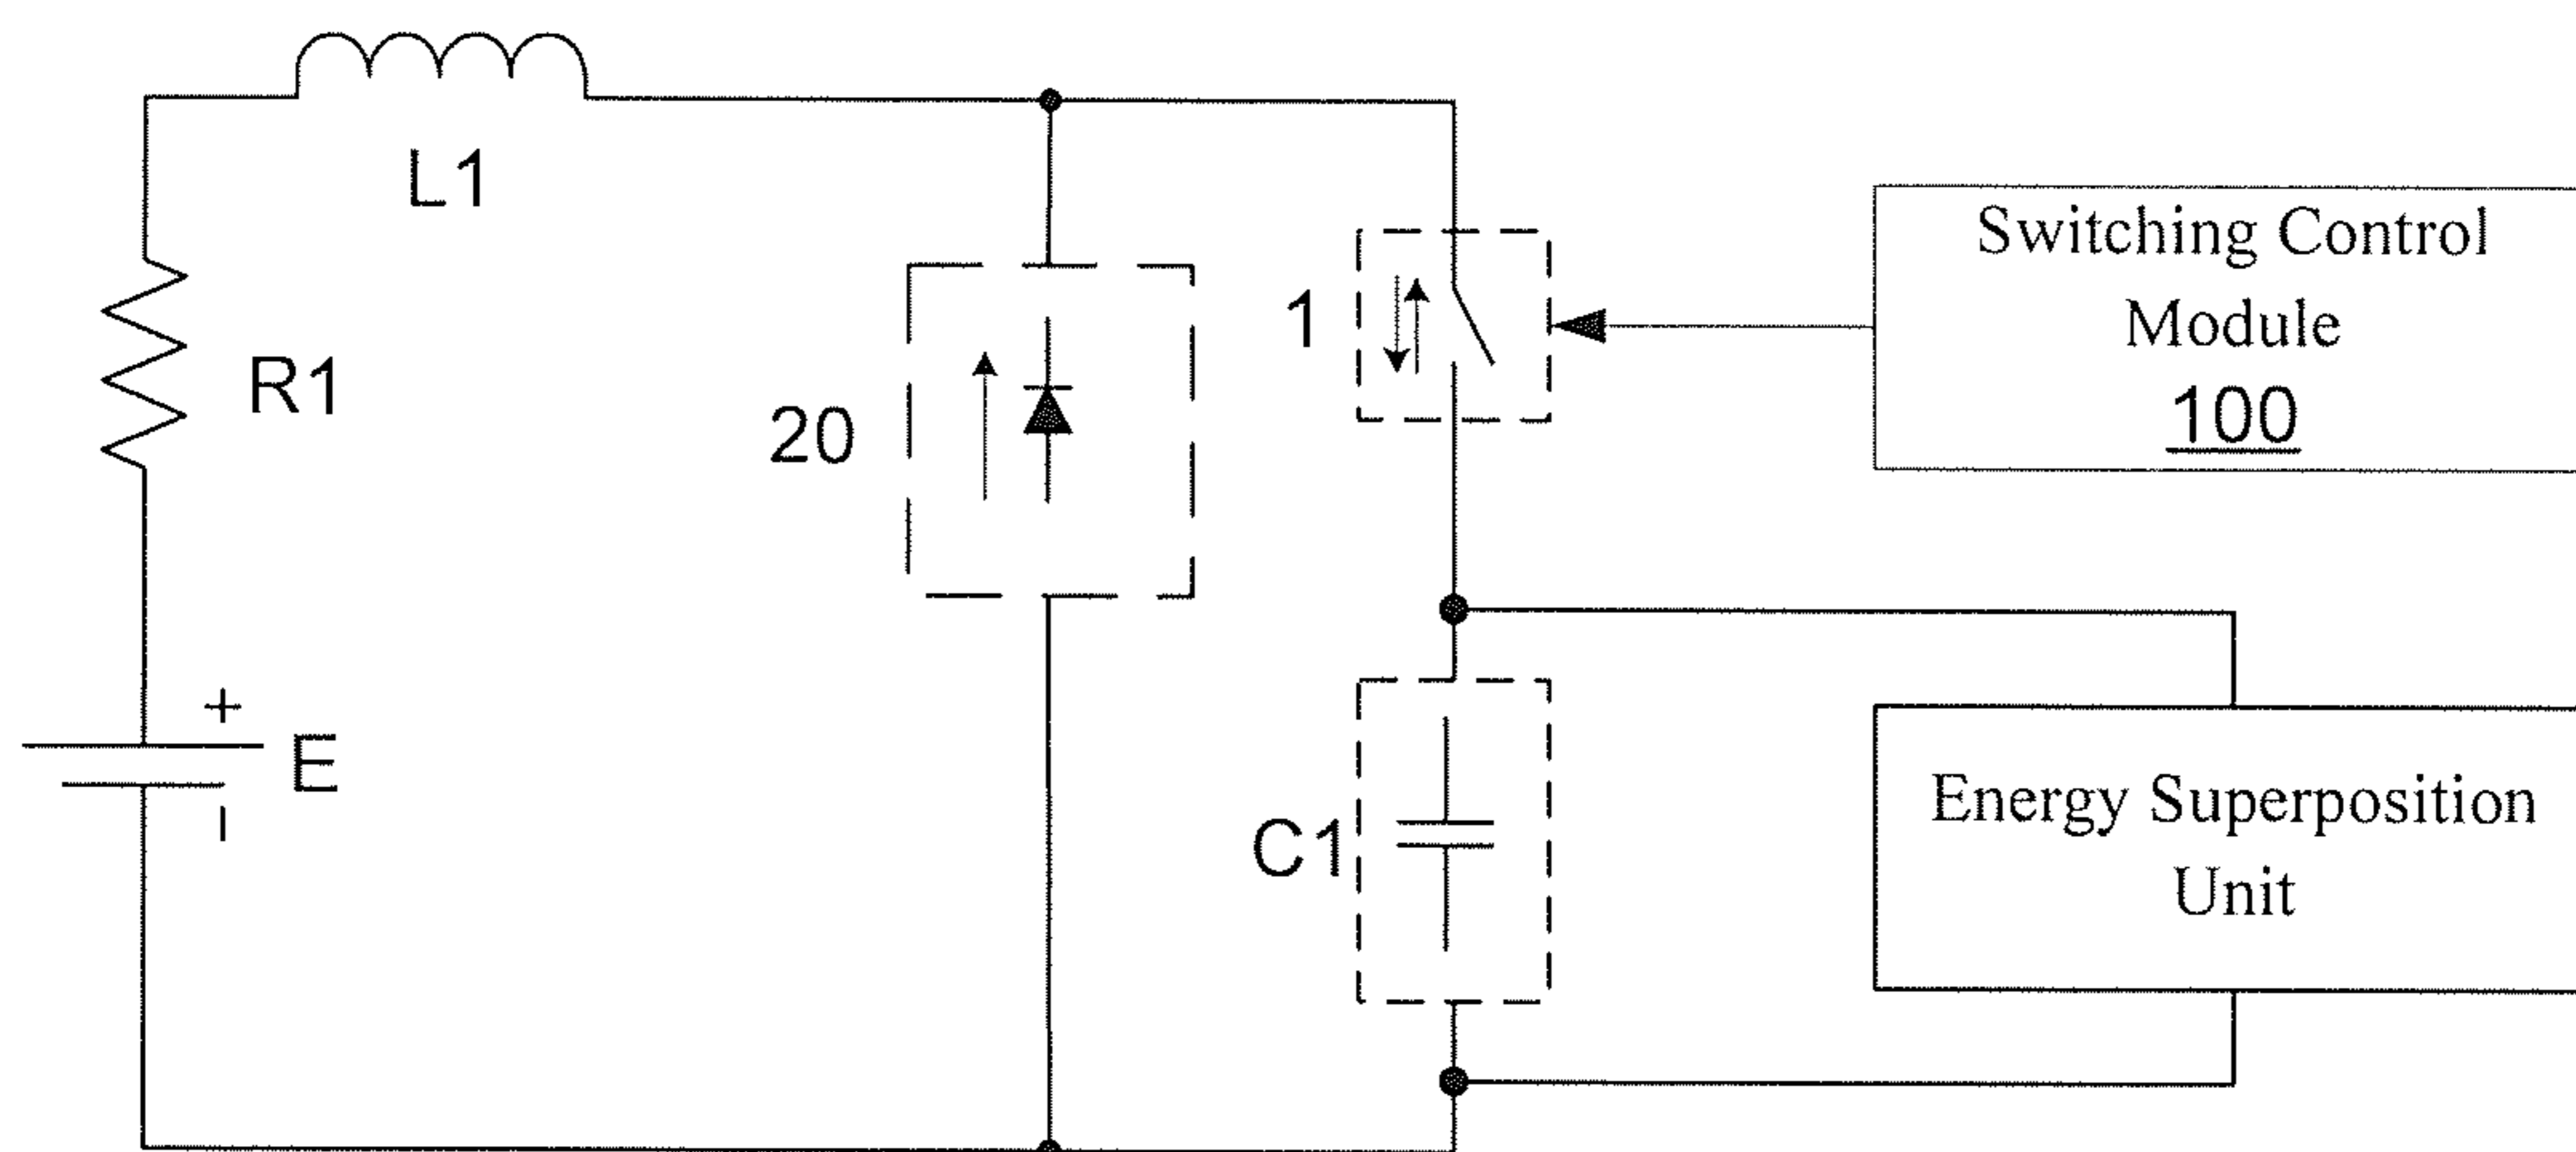 L1
R1
+
E
20
1
Switching Control
Module
100
C1
Energy Superposition
Unit